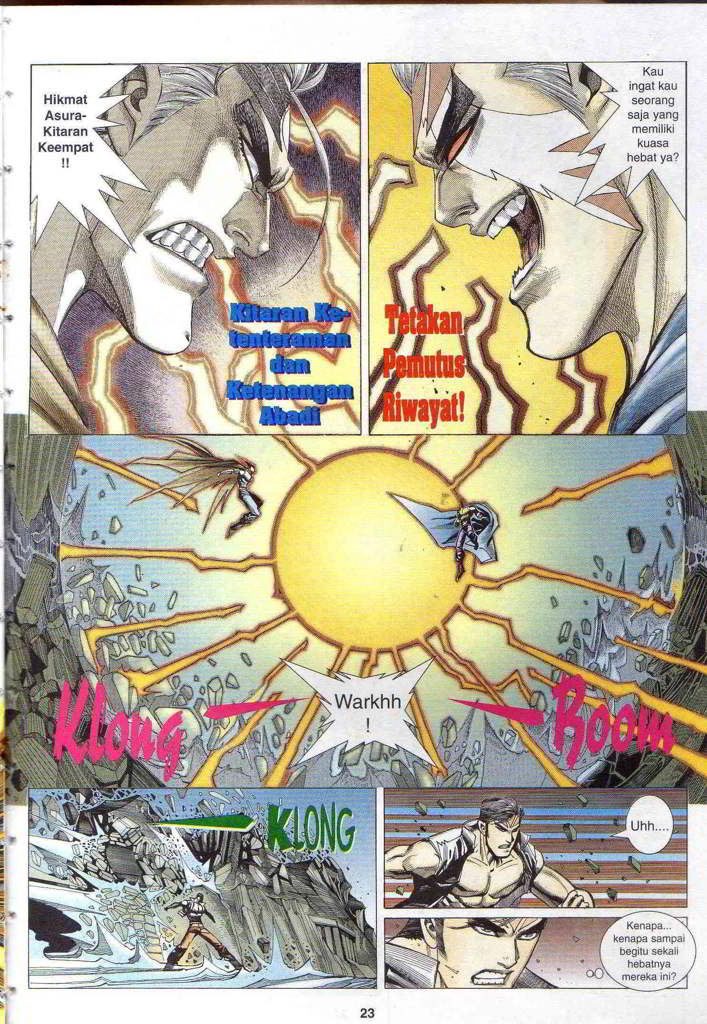 Hikmat
Asura-
Kitaran
Keempat
!!
Kitaran Ke-
tenteraman
dan
Ketenangan
Abadi
Kau
ingat kau
seorang
saja yang
memiliki
kuasa
hebat ya?
Tetakan
Pemutus
Riwayat!
Klong
Warkhh
!
Boom
KLONG
Uhh....
Kenapa...
kenapa sampai
begitu sekali
hebatnya
mereka ini?
23